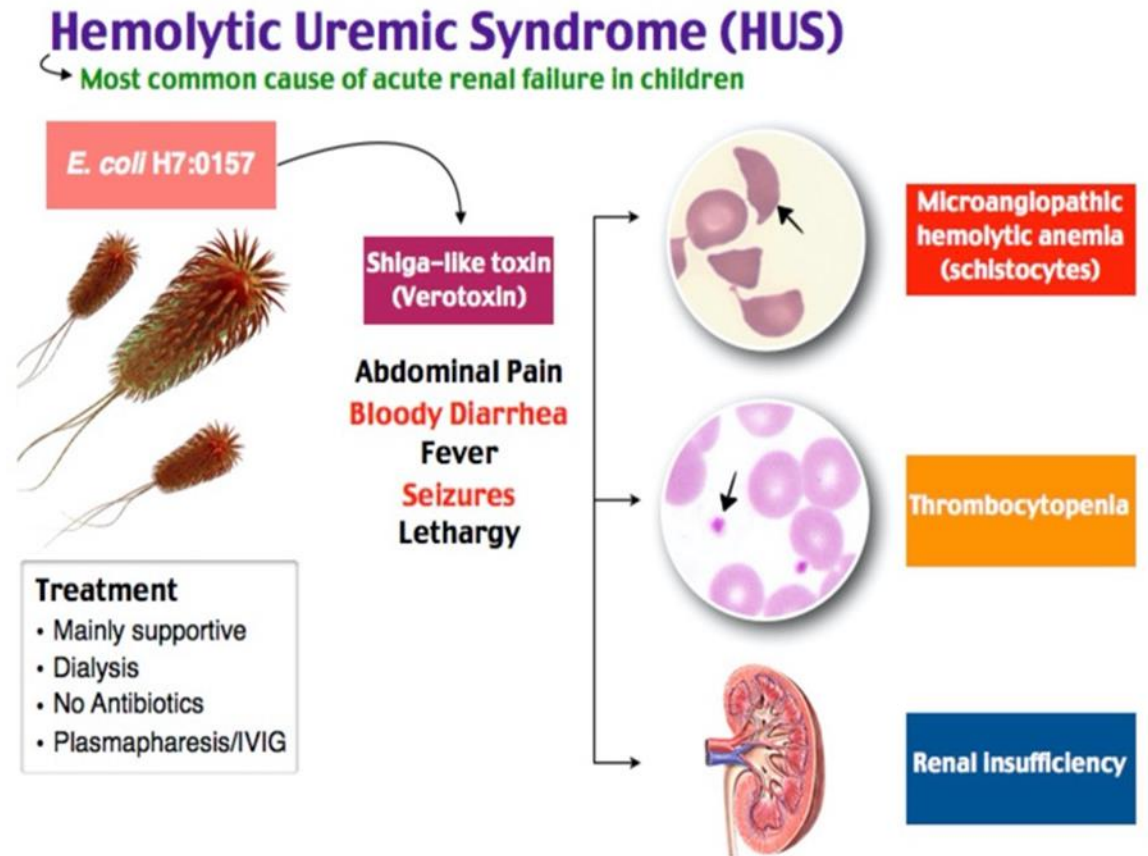 Hemolytic Uremic Syndrome (HUS)
Most common cause of acute renal failure in children
E. coli H7:0157
Shiga-like toxin
(Verotoxin)
Abdominal Pain
Bloody Diarrhea
Fever
Seizures
Lethargy
Treatment
• Mainly supportive
• Dialysis
• No Antibiotics
• Plasmapharesis/IVIG
Microangiopathic
hemolytic anemia
(schistocytes)
Thrombocytopenia
Renal insufficiency